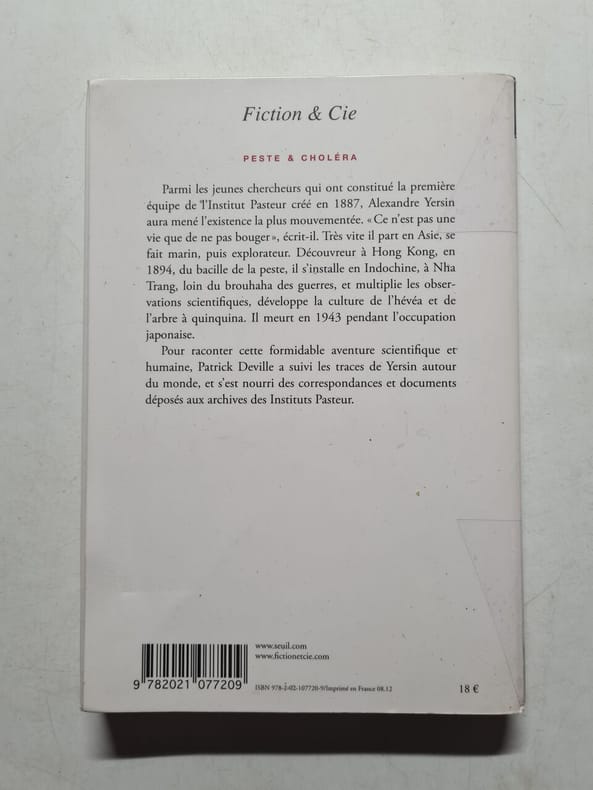 Fiction & Cie
PESTE & CHOLÉRA
Parmi les jeunes chercheurs qui ont constitué la première
équipe de l'Institut Pasteur créé en 1887, Alexandre Yersin
aura mené l'existence la plus mouvementée. « Ce n'est pas une
vie que de ne pas bouger », écrit-il. Très vite il part en Asie, se
fait marin, puis explorateur. Découvreur à Hong Kong, en
1894, du bacille de la peste, il s'installe en Indochine, à Nha
Trang, loin du brouhaha des guerres, et multiplie les obser-
vations scientifiques, développe la culture de l'hévéa et de
l'arbre à quinquina. Il meurt en 1943 pendant l'occupation
japonaise.
Pour raconter cette formidable aventure scientifique et
humaine, Patrick Deville a suivi les traces de Yersin autour
du monde, et s'est nourri des correspondances et documents
déposés aux archives des Instituts Pasteur.
www.seuil.com
www.fictionetcie.com
9 782021 077209
ISBN 978-2-02-107720-9/Imprimé en France 08.12
18 €